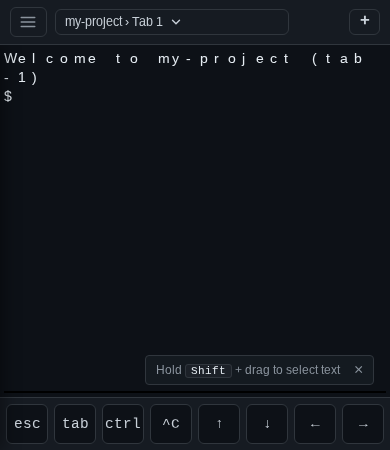 my-project › Tab 1
+
Welcome to my-project (tab
-1)
$
Hold Shift + drag to select text ×
esc tab ctrl ^C ↑ ↓ ← →